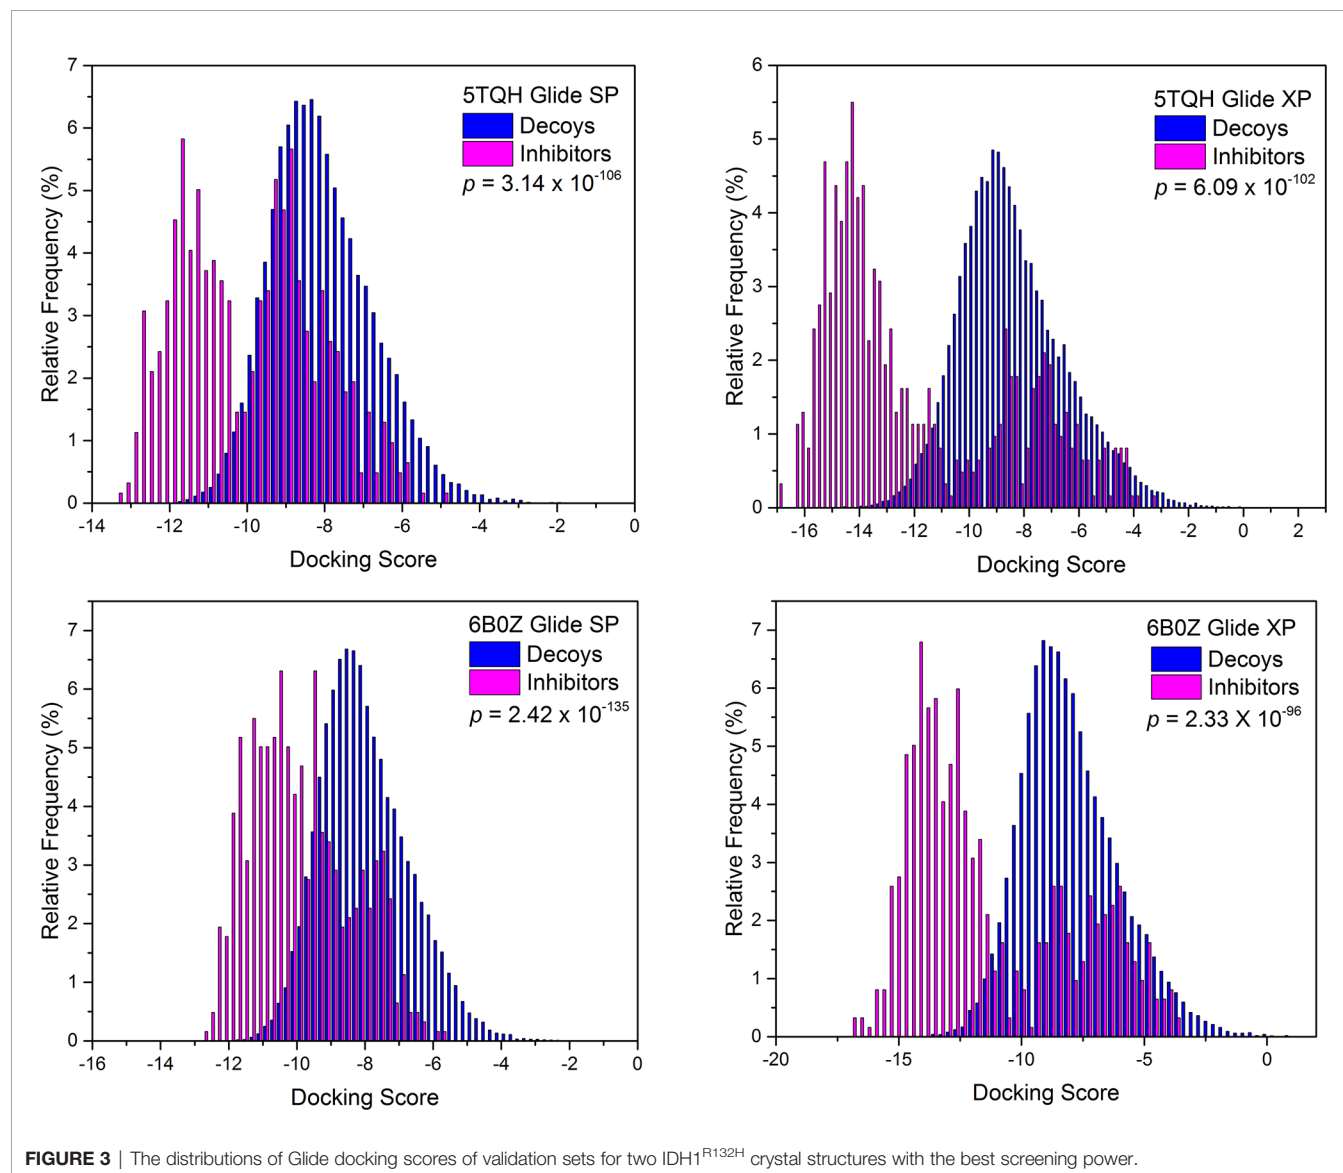 5TQH Glide SP
Decoys
Inhibitors
p = 3.14 x 10-106
7
6
5
4
3
2
1
0
Relative Frequency (%)
-14 -12 -10 -8 -6 -4 -2 0
Docking Score
5TQH Glide XP
Decoys
Inhibitors
p = 6.09 x 10-102
6
5
4
3
2
1
0
Relative Frequency (%)
-16 -14 -12 -10 -8 -6 -4 -2 0 2
Docking Score
6B0Z Glide SP
Decoys
Inhibitors
p = 2.42 x 10-135
7
6
5
4
3
2
1
0
Relative Frequency (%)
-16 -14 -12 -10 -8 -6 -4 -2 0
Docking Score
6B0Z Glide XP
Decoys
Inhibitors
p = 2.33 X 10-96
7
6
5
4
3
2
1
0
Relative Frequency (%)
-20 -15 -10 -5 0
Docking Score
FIGURE 3 | The distributions of Glide docking scores of validation sets for two IDH1R132H crystal structures with the best screening power.